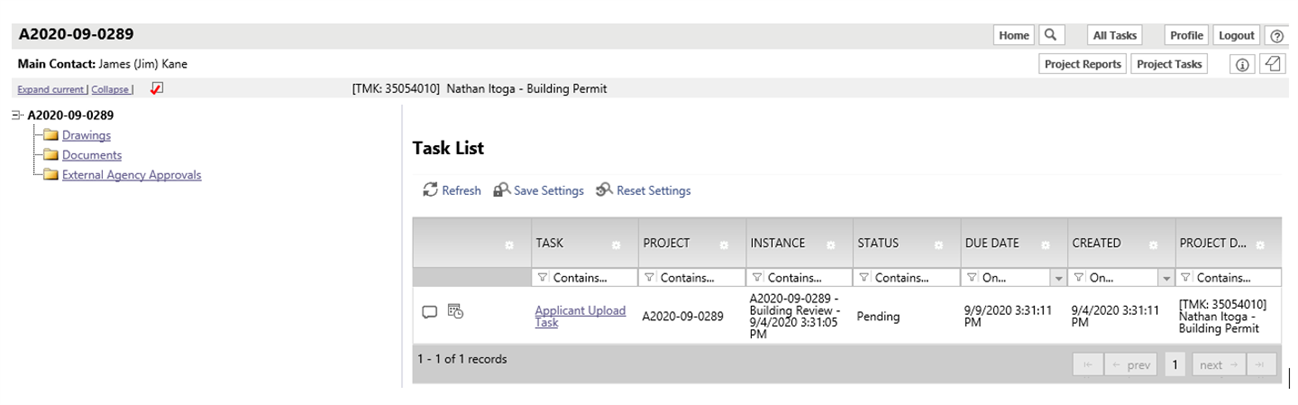 A2020-09-0289
Home
All Tasks
Profile
Logout
Main Contact: James (Jim) Kane
Project Reports
Project Tasks
Expand current | Collapse |
[TMK: 35054010] Nathan Itoga - Building Permit
A2020-09-0289
Drawings
Documents
External Agency Approvals
Task List
Refresh
Save Settings
Reset Settings
TASK PROJECT INSTANCE STATUS DUE DATE CREATED PROJECT D...
Contains... Contains... Contains... Contains... On... On... Contains...
Applicant Upload
Task
A2020-09-0289
A2020-09-0289 -
Building Review -
9/4/2020 3:31:05
PM
Pending
9/9/2020 3:31:11
PM
9/4/2020 3:31:11
PM
[TMK: 35054010]
Nathan Itoga -
Building Permit
1 - 1 of 1 records
← prev 1 next →